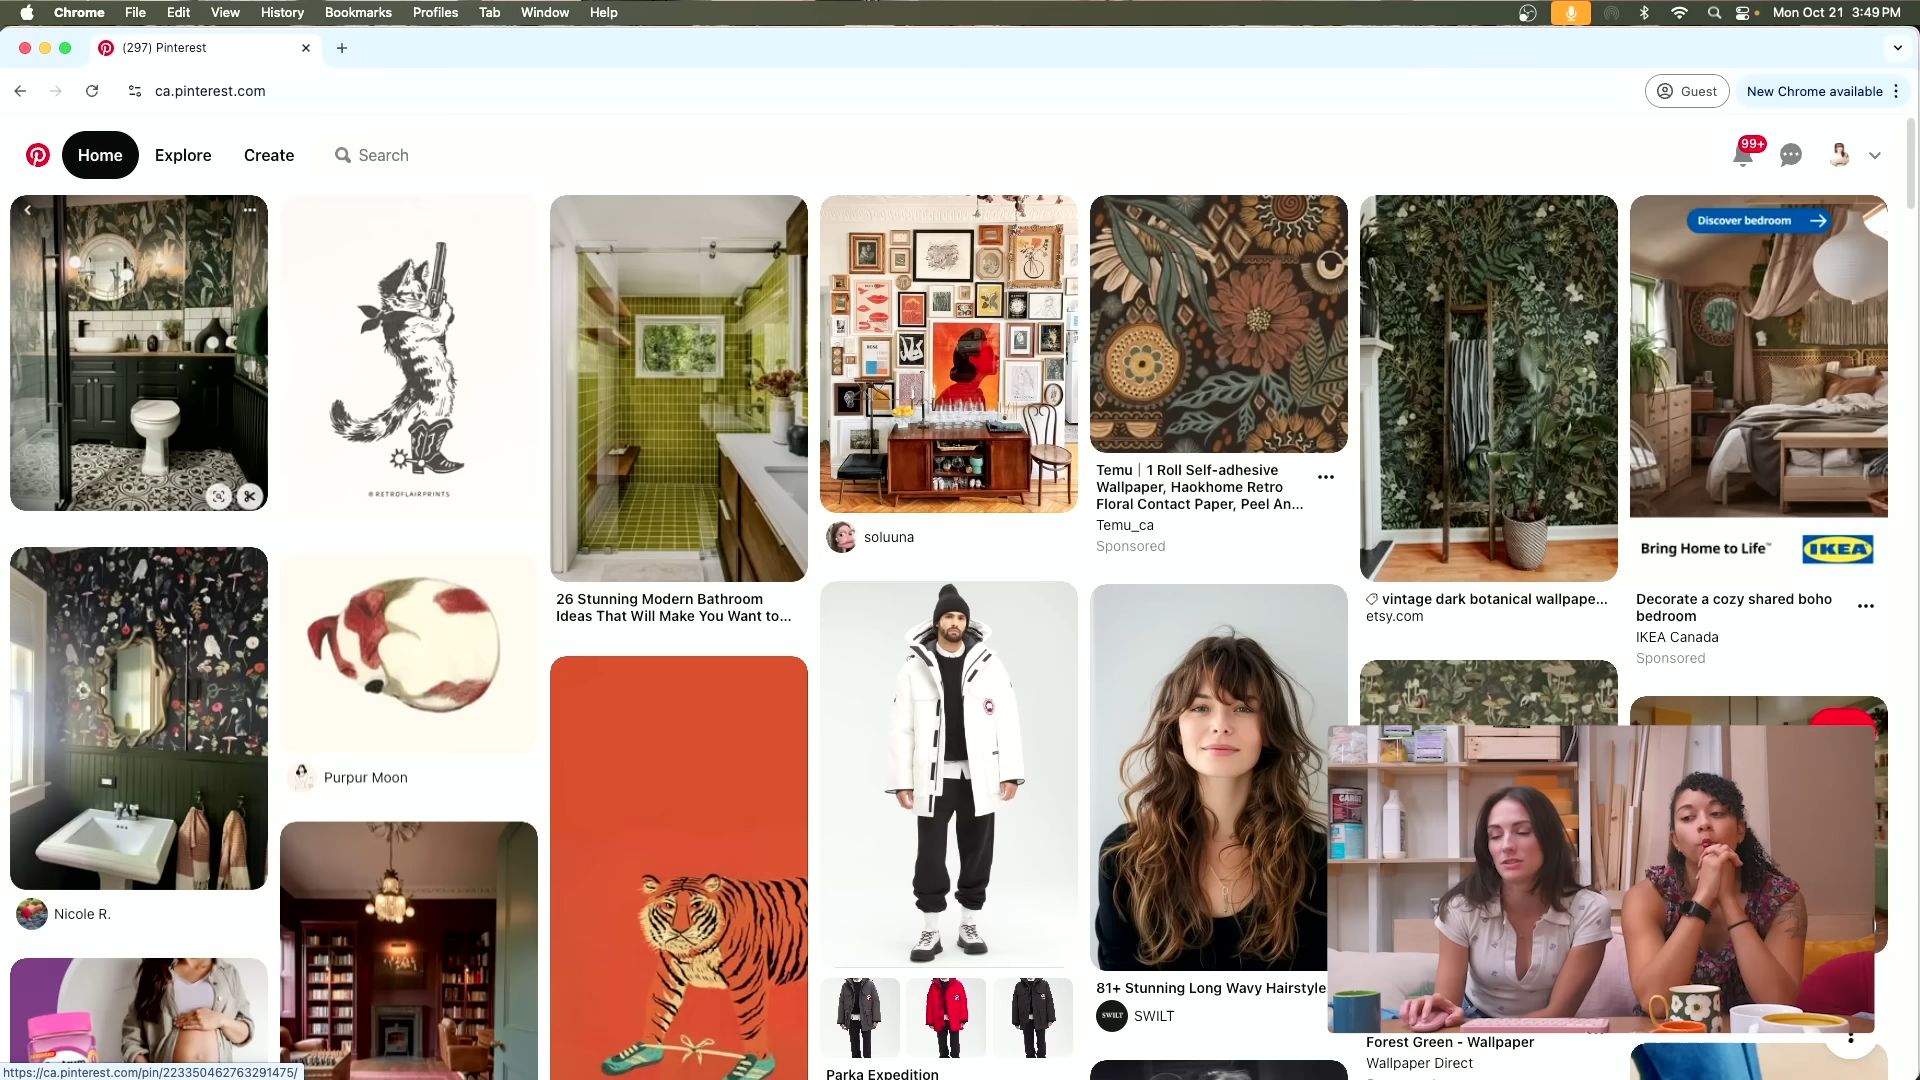 Chrome File Edit View History Bookmarks Profiles Tab Window Help
Mon Oct 21 3:49 PM
(297) Pinterest
ca.pinterest.com
Guest
New Chrome available
Home
Explore
Create
Search
99+
©RETROFLAIRPRINTS
Discover bedroom
soluuna
Temu | 1 Roll Self-adhesive
Wallpaper, Haokhome Retro
Floral Contact Paper, Peel An...
Temu_ca
Sponsored
Bring Home to Life™
IKEA
26 Stunning Modern Bathroom
Ideas That Will Make You Want to...
vintage dark botanical wallpape...
etsy.com
Decorate a cozy shared boho
bedroom
IKEA Canada
Sponsored
Purpur Moon
Nicole R.
81+ Stunning Long Wavy Hairstyle
SWILT
SWILT
Forest Green - Wallpaper
Wallpaper Direct
Parka Expedition
https://ca.pinterest.com/pin/223350462763291475/